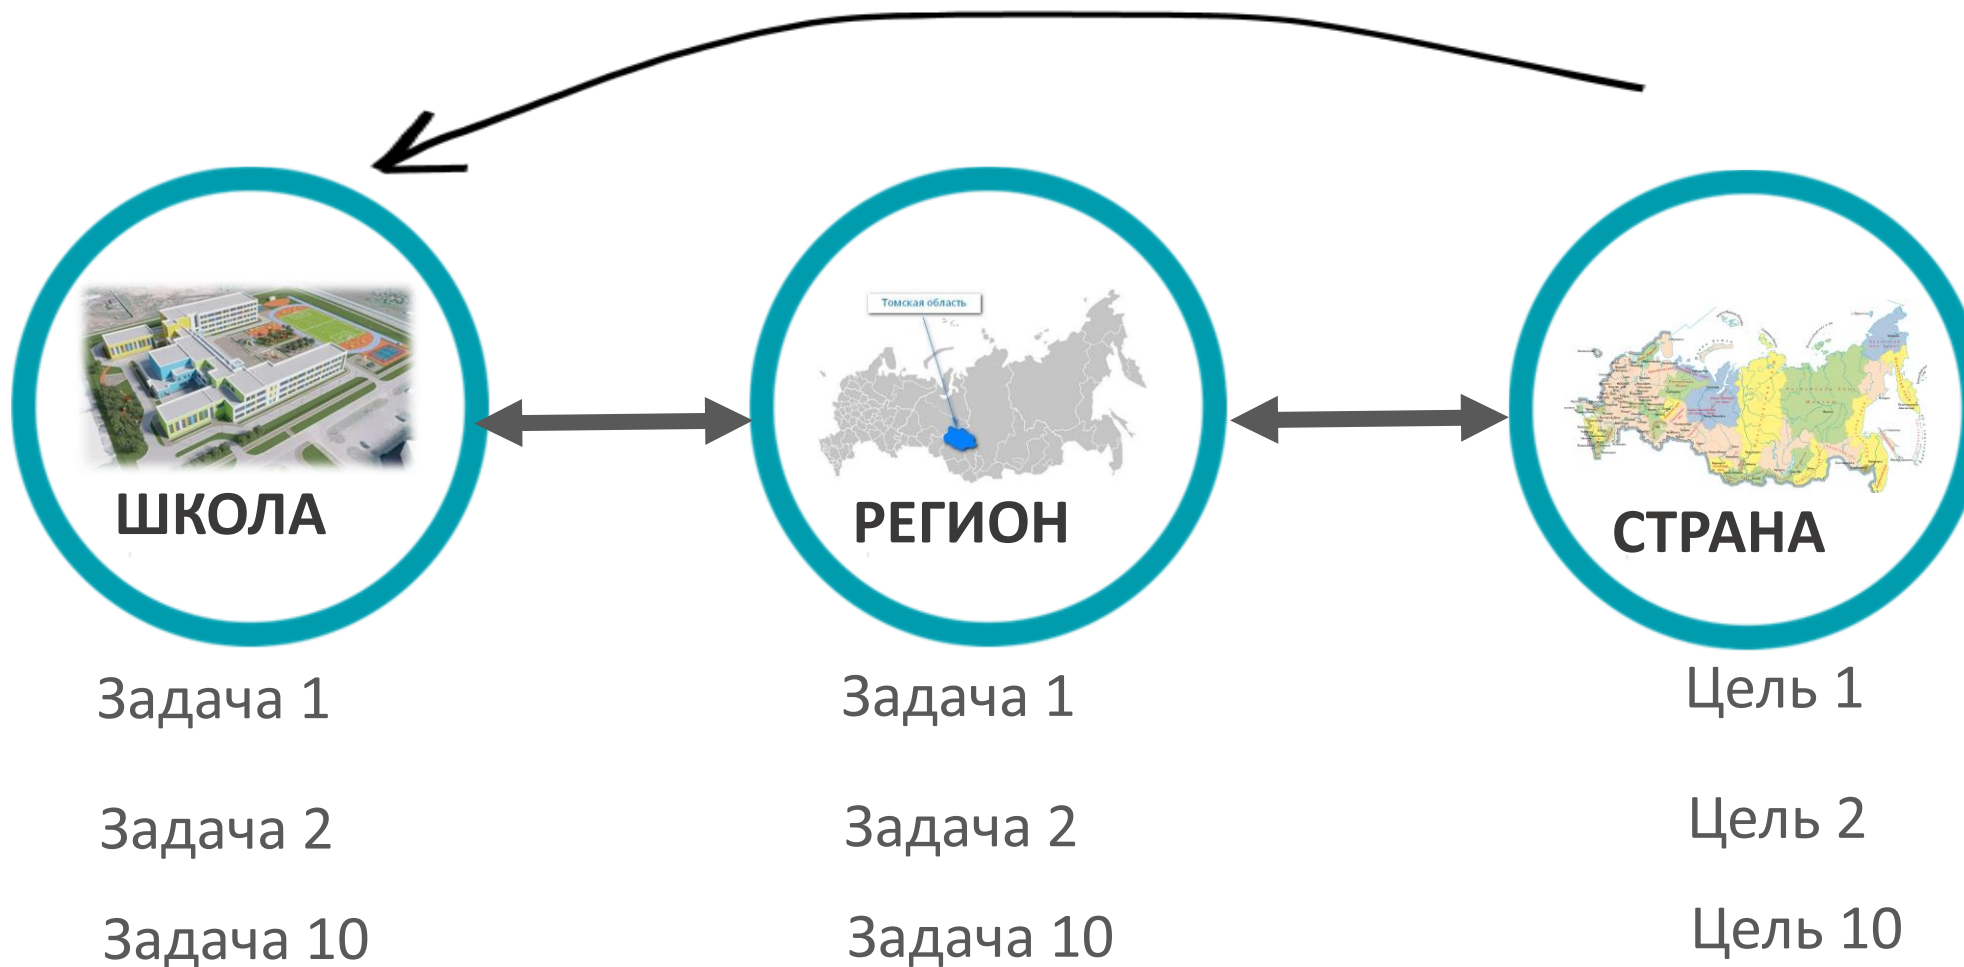 Томская область
ШКОЛА
РЕГИОН
СТРАНА
Задача 1
Задача 1
Цель 1
Задача 2
Задача 2
Цель 2
Задача 10
Задача 10
Цель 10